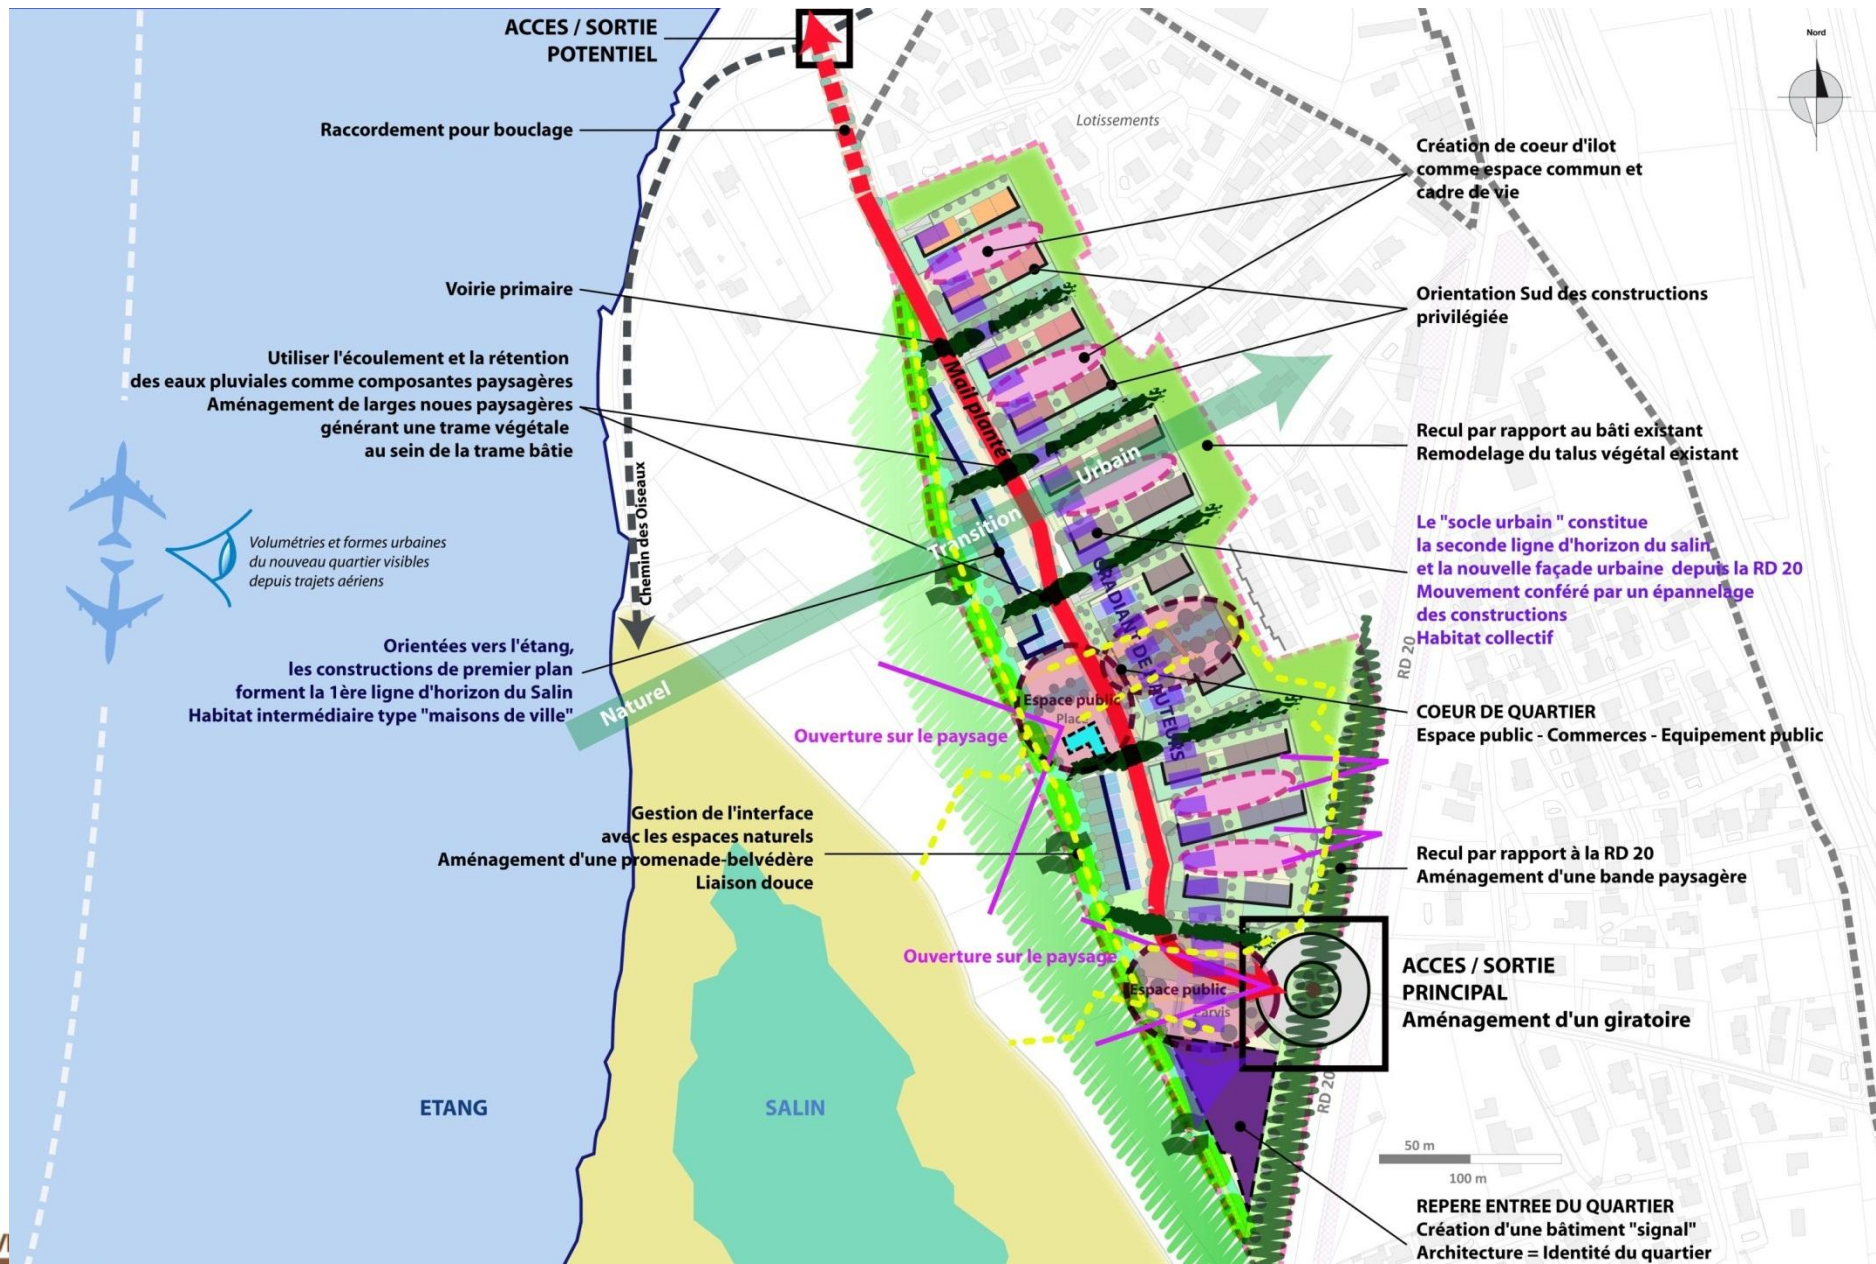 ACCES / SORTIE
POTENTIEL
Nord
Raccordement pour bouclage
Lotissements
Création de coeur d'ilot
comme espace commun et
cadre de vie
Voirie primaire
Orientation Sud des constructions
privilégiée
Utiliser l'écoulement et la rétention
des eaux pluviales comme composantes paysagères
Aménagement de larges noues paysagères
générant une trame végétale
au sein de la trame bâtie
Mail planté
Recul par rapport au bâti existant
Remodelage du talus végétal existant
Urbain
Transition
Naturel
Chemin des Oiseaux
Volumétries et formes urbaines
du nouveau quartier visibles
depuis trajets aériens
Le "socle urbain " constitue
la seconde ligne d'horizon du salin
et la nouvelle façade urbaine depuis la RD 20
Mouvement conféré par un épannelage
des constructions
Habitat collectif
GRADIANT DE HAUTEURS
RD 20
Orientées vers l'étang,
les constructions de premier plan
forment la 1ère ligne d'horizon du Salin
Habitat intermédiaire type "maisons de ville"
Espace public
Place
Ouverture sur le paysage
COEUR DE QUARTIER
Espace public - Commerces - Equipement public
Gestion de l'interface
avec les espaces naturels
Aménagement d'une promenade-belvédère
Liaison douce
Recul par rapport à la RD 20
Aménagement d'une bande paysagère
Ouverture sur le paysage
Espace public
Parvis
ACCES / SORTIE
PRINCIPAL
Aménagement d'un giratoire
RD 20
ETANG
SALIN
50 m
100 m
REPERE ENTREE DU QUARTIER
Création d'une bâtiment "signal"
Architecture = Identité du quartier